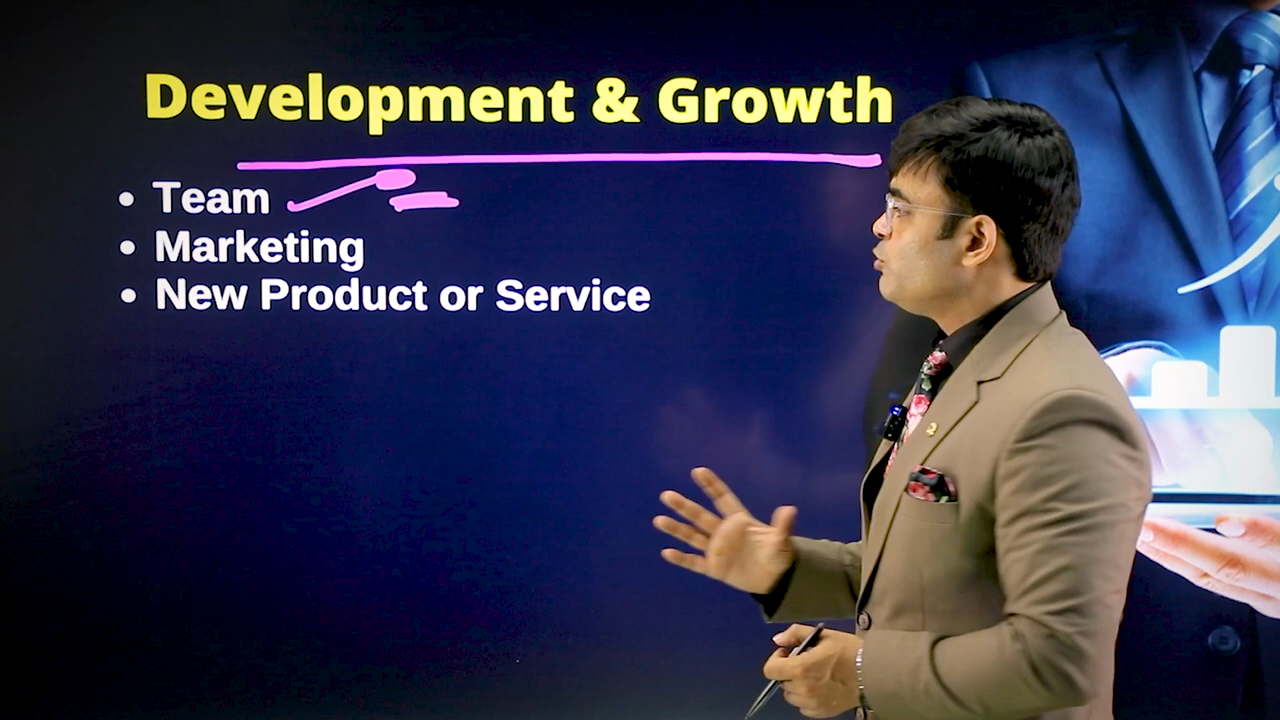 Development & Growth
• Team
• Marketing
• New Product or Service